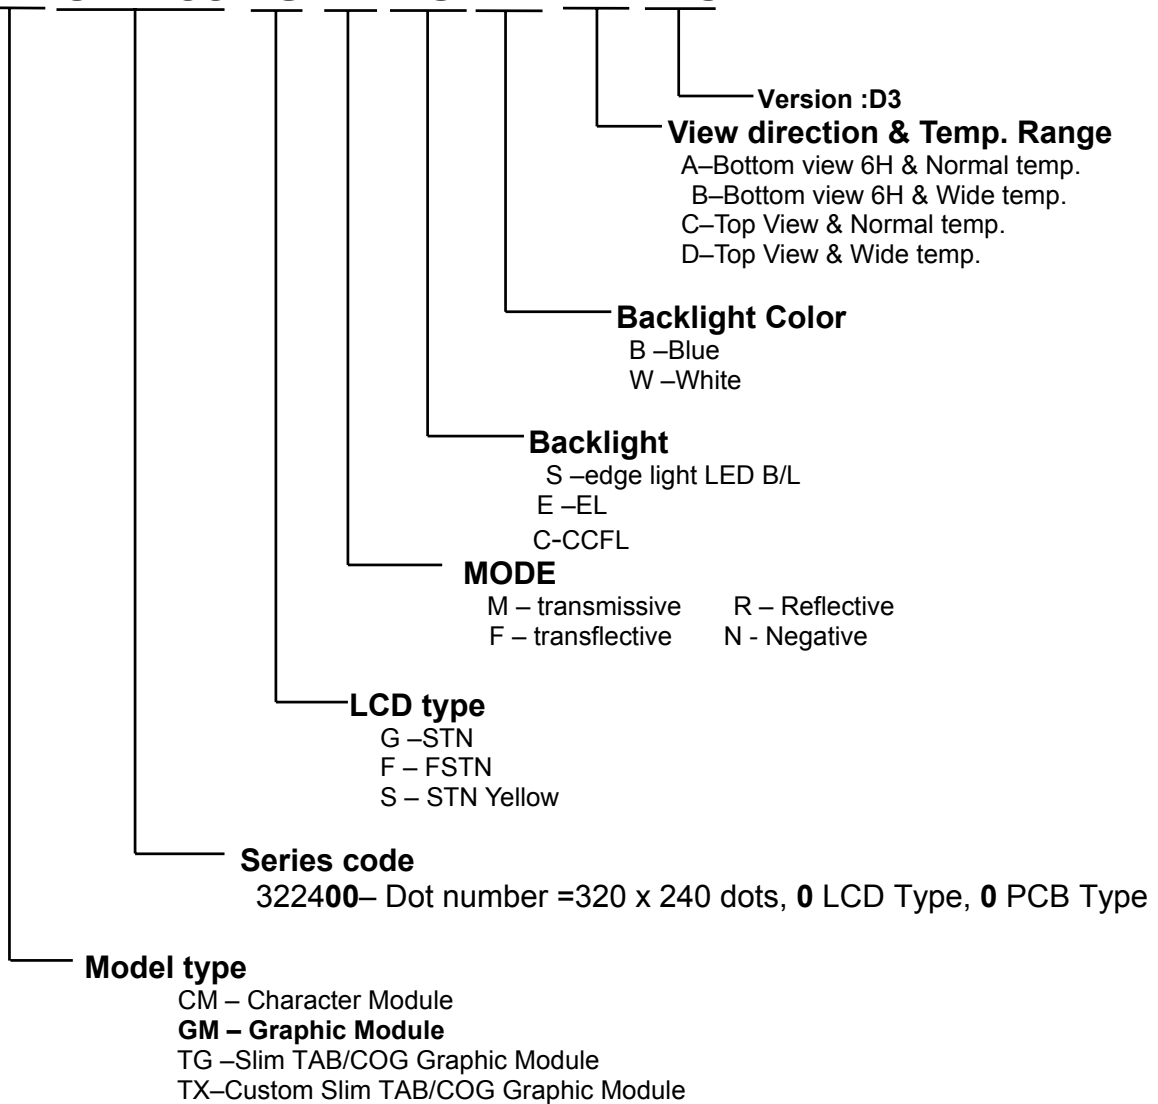 Version :D3
View direction & Temp. Range
A–Bottom view 6H & Normal temp.
B–Bottom view 6H & Wide temp.
C–Top View & Normal temp.
D–Top View & Wide temp.
Backlight Color
B –Blue
W –White
Backlight
S –edge light LED B/L
E –EL
C-CCFL
MODE
M – transmissive R – Reflective
F – transflective N - Negative
LCD type
G –STN
F – FSTN
S – STN Yellow
Series code
322400– Dot number =320 x 240 dots, 0 LCD Type, 0 PCB Type
Model type
CM – Character Module
GM – Graphic Module
TG –Slim TAB/COG Graphic Module
TX–Custom Slim TAB/COG Graphic Module